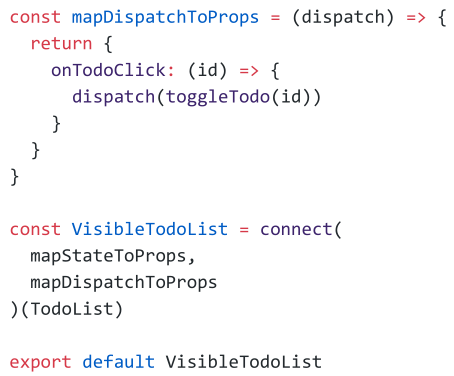 const mapDispatchToProps = (dispatch) => {
  return {
    onTodoClick: (id) => {
      dispatch(toggleTodo(id))
    }
  }
}

const VisibleTodoList = connect(
  mapStateToProps,
  mapDispatchToProps
)(TodoList)

export default VisibleTodoList